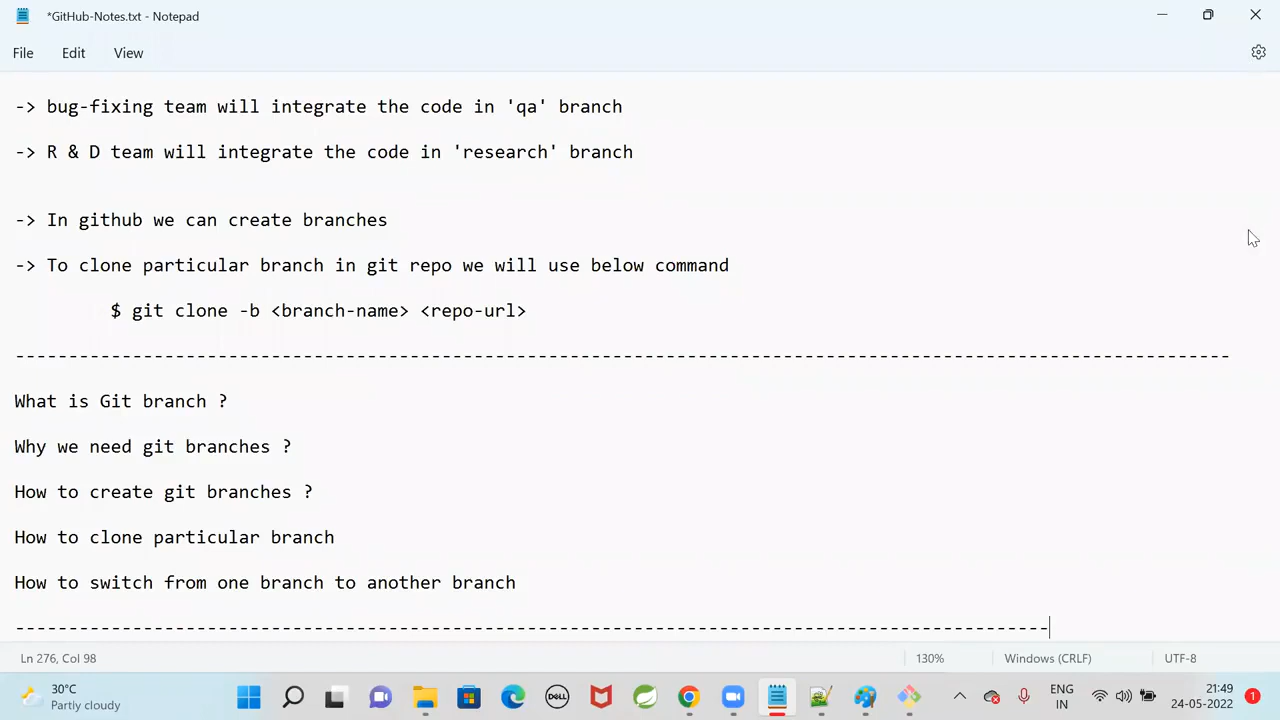 *GitHub-Notes.txt - Notepad
File Edit View
-> bug-fixing team will integrate the code in 'qa' branch
-> R & D team will integrate the code in 'research' branch
-> In github we can create branches
-> To clone particular branch in git repo we will use below command
$ git clone -b <branch-name> <repo-url>
------------------------------------------------------------------------------------------------------------------
What is Git branch ?
Why we need git branches ?
How to create git branches ?
How to clone particular branch
How to switch from one branch to another branch
-------------------------------------------------------------------------------------------------
Ln 276, Col 98 130% Windows (CRLF) UTF-8
30°C
Partly cloudy
DELL
ENG
IN
21:49
24-05-2022
1